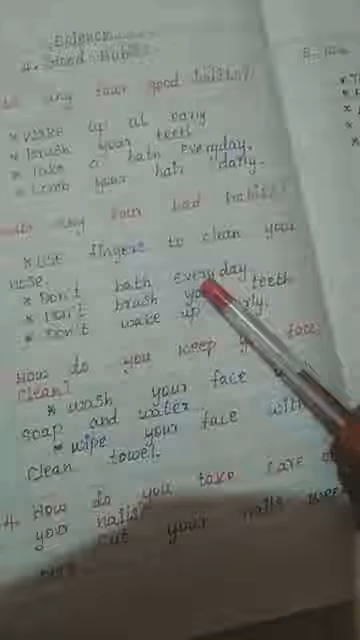 Science
4. Good Habits
any four good habits?
* Wake up at early
* Brush your teeth
* Take a bath everyday.
* Comb your hair daily.
any four bad habits?
* Use fingers to clean your
nose.
* Don't bath everyday.
* Don't brush your teeth
* Don't wake up
How do you keep face
clean?
* wash your face
soap and water
* wipe your face with
clean towel.
4. How do you take care of
your nails?
cut your nails